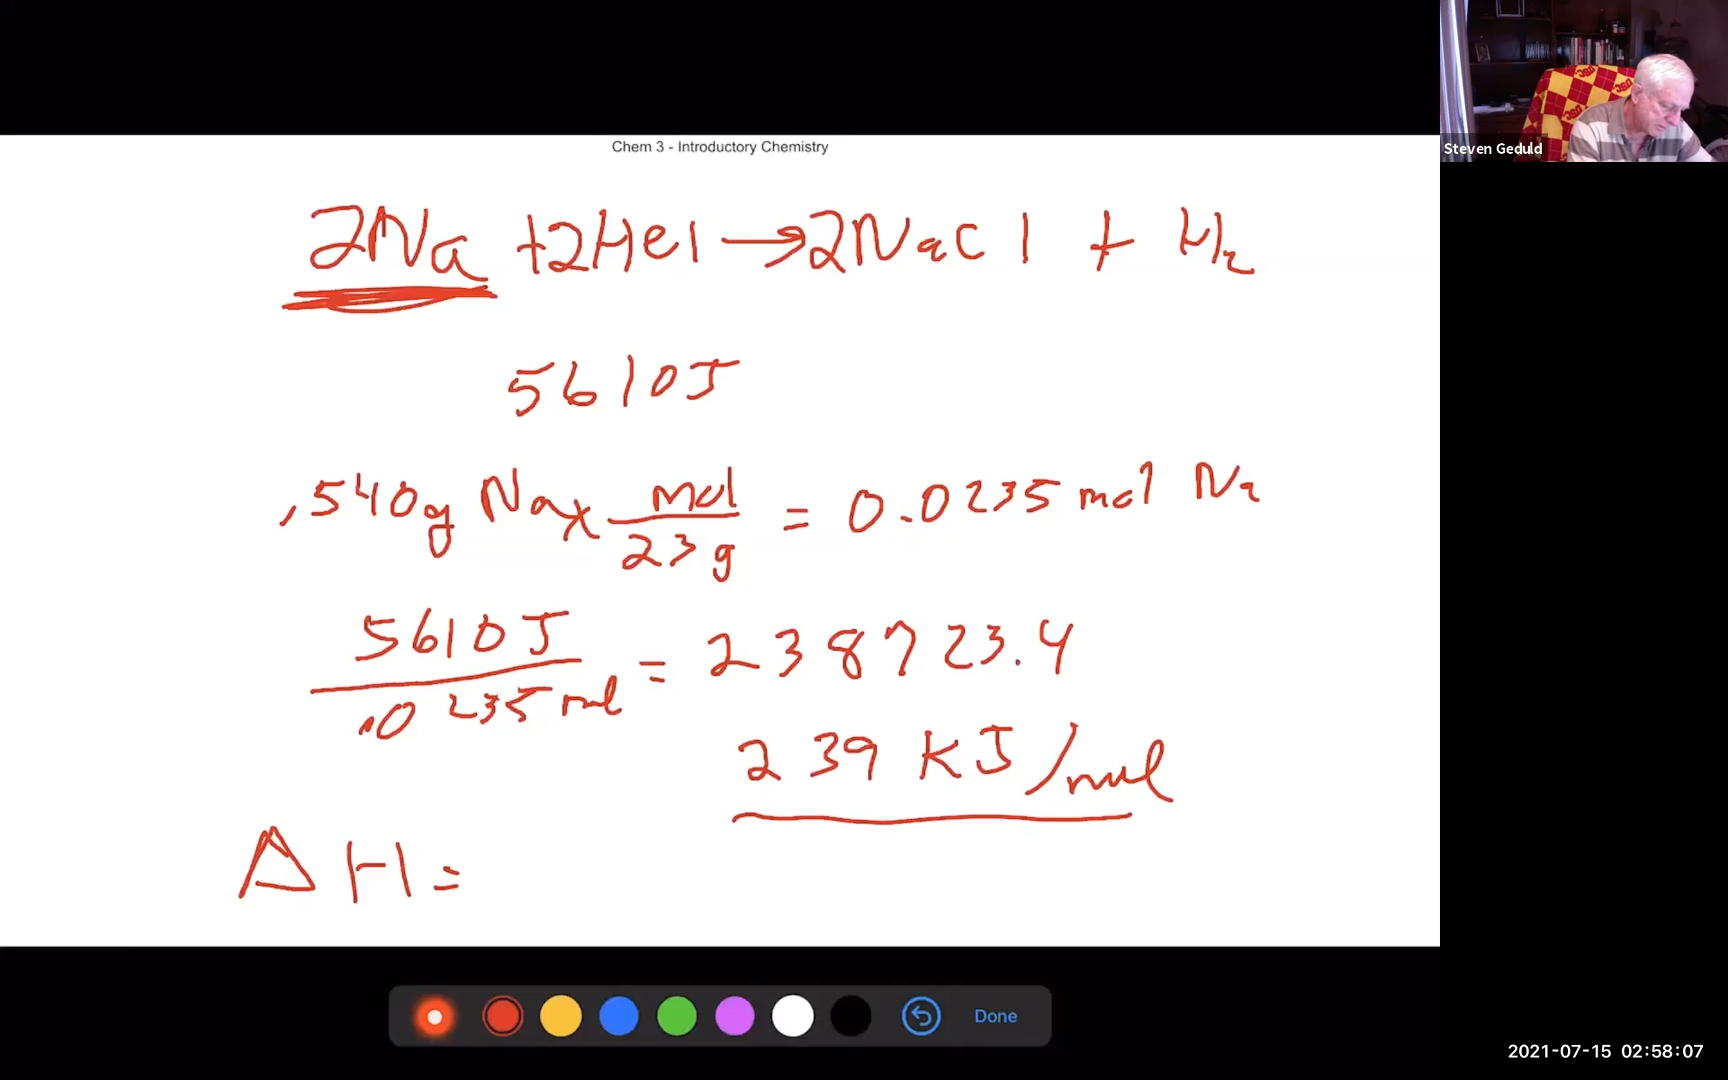 Chem 3 - Introductory Chemistry
Steven Geduld
2Na + 2HCl → 2NaCl + H₂
5610J
.540g Na x mol/23g = 0.0235 mol Na
5610J/.0235 mol = 238723.4
239 KJ/mol
Δ H =
Done
2021-07-15 02:58:07